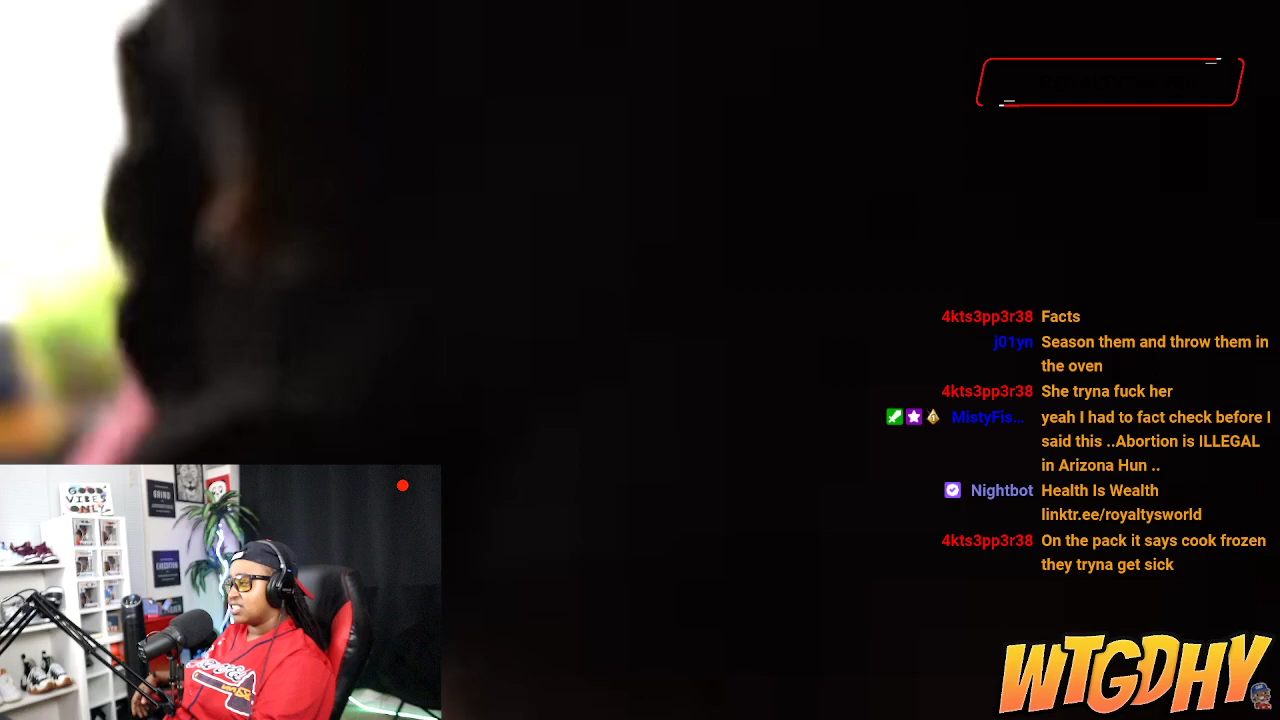 4kts3pp3r38 Facts
j01yn Season them and throw them in
the oven
4kts3pp3r38 She tryna fuck her
MistyFis... yeah I had to fact check before I
said this ..Abortion is ILLEGAL
in Arizona Hun ..
Nightbot Health Is Wealth
linktr.ee/royaltysworld
4kts3pp3r38 On the pack it says cook frozen
they tryna get sick
GOOD
VIBES
ONLY
GRIND
EXECUTION
WTGDHY